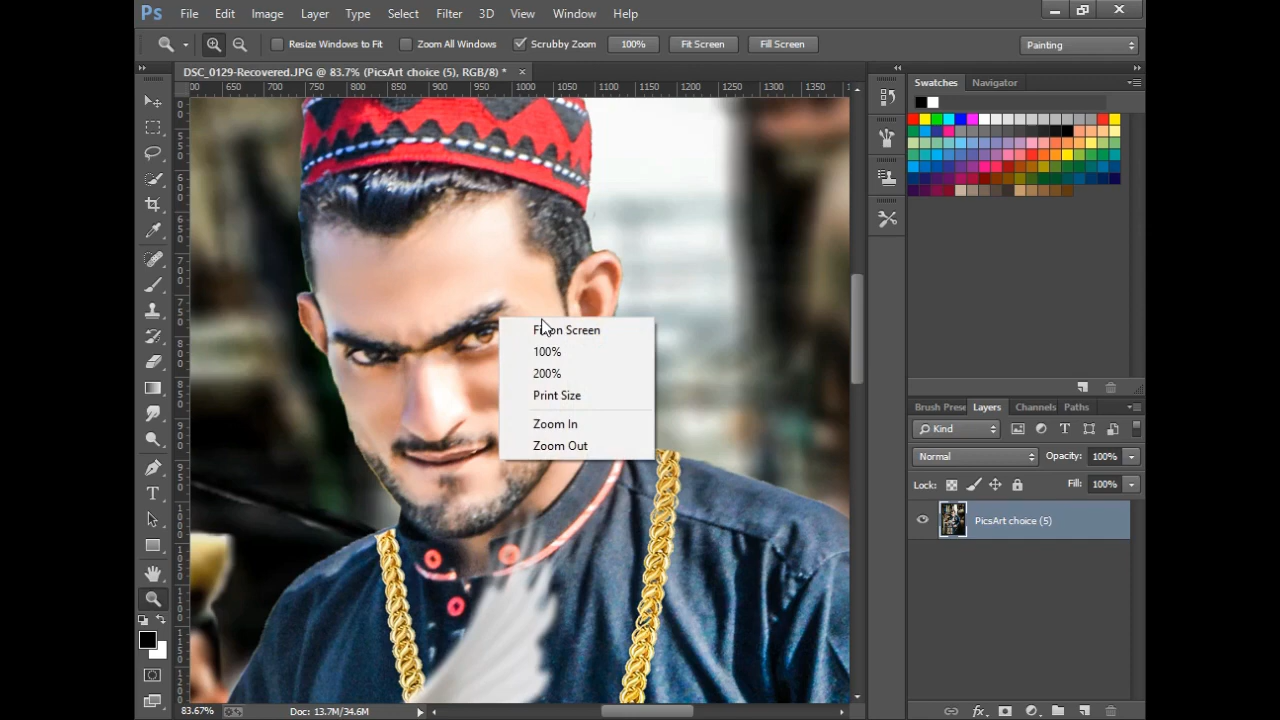 Ps File Edit Image Layer Type Select Filter 3D View Window Help
Resize Windows to Fit Zoom All Windows Scrubby Zoom 100% Fit Screen Fill Screen Painting
DSC_0129-Recovered.JPG @ 83.7% (PicsArt choice (5), RGB/8) * ×
650 700 750 800 850 900 950 1000 1050 1100 1150 1200 1250 1300
Swatches Navigator
Fit on Screen
100%
200%
Print Size
Zoom In
Zoom Out
Brush Prese Layers Channels Paths
Kind
Normal Opacity: 100%
Lock: Fill: 100%
PicsArt choice (5)
83.67% Doc: 13.7M/34.6M
fx